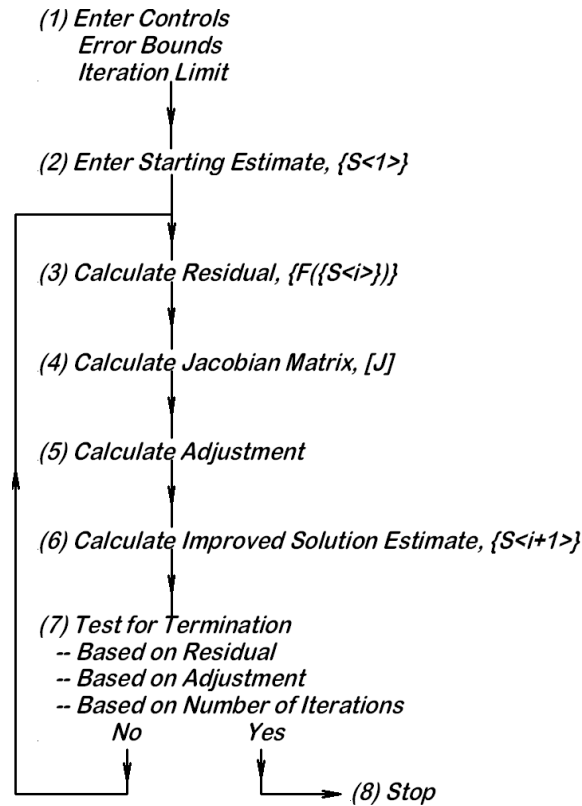 (1) Enter Controls
Error Bounds
Iteration Limit
(2) Enter Starting Estimate, {S<1>}
(3) Calculate Residual, {F({S<i>})}
(4) Calculate Jacobian Matrix, [J]
(5) Calculate Adjustment
(6) Calculate Improved Solution Estimate, {S<i+1>}
(7) Test for Termination
-- Based on Residual
-- Based on Adjustment
-- Based on Number of Iterations
No Yes
(8) Stop